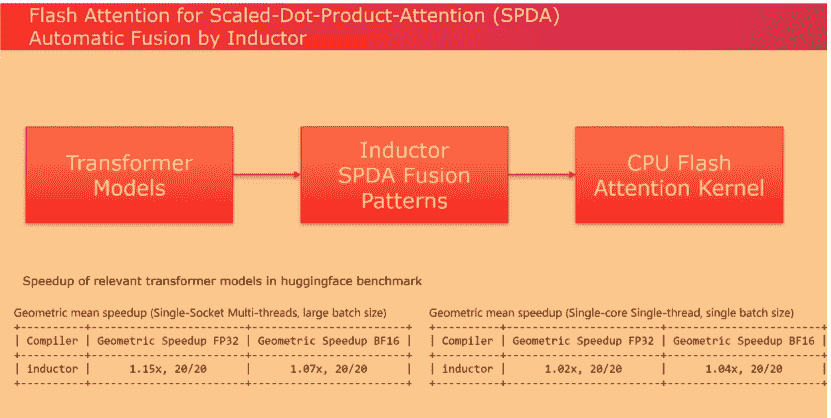 Flash Attention for Scaled-Dot-Product-Attention (SPDA)
Automatic Fusion by Inductor
Transformer
Models
Inductor
SPDA Fusion
Patterns
CPU Flash
Attention Kernel
Speedup of relevant transformer models in huggingface benchmark
Geometric mean speedup (Single-Socket Multi-threads, large batch size)
| Compiler | Geometric Speedup FP32 | Geometric Speedup BF16 |
| inductor | 1.15x, 20/20 | 1.07x, 20/20 |
Geometric mean speedup (Single-core Single-thread, single batch size)
| Compiler | Geometric Speedup FP32 | Geometric Speedup BF16 |
| inductor | 1.02x, 20/20 | 1.04x, 20/20 |